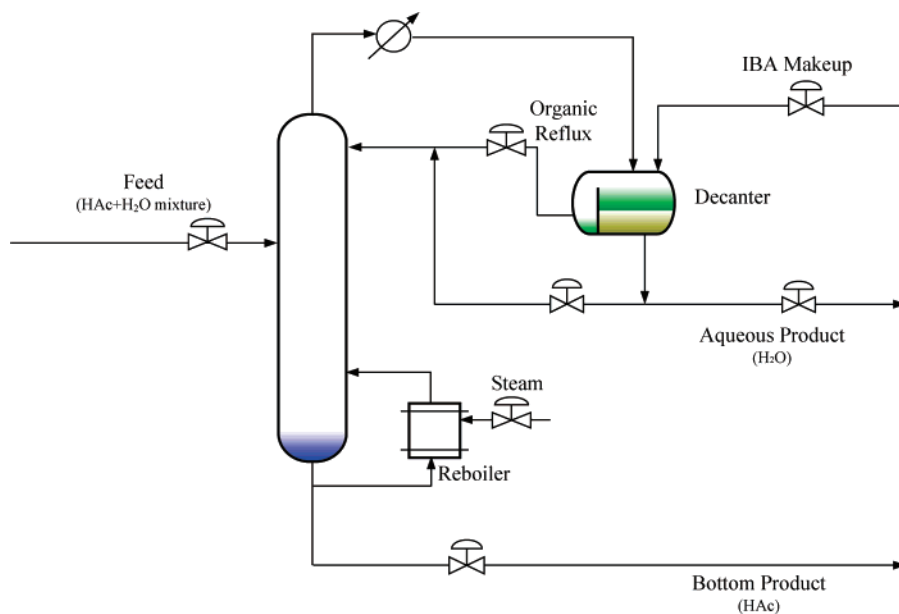 IBA Makeup
Organic
Reflux
Feed
(HAc+H₂O mixture)
Decanter
Aqueous Product
(H₂O)
Steam
Reboiler
Bottom Product
(HAc)